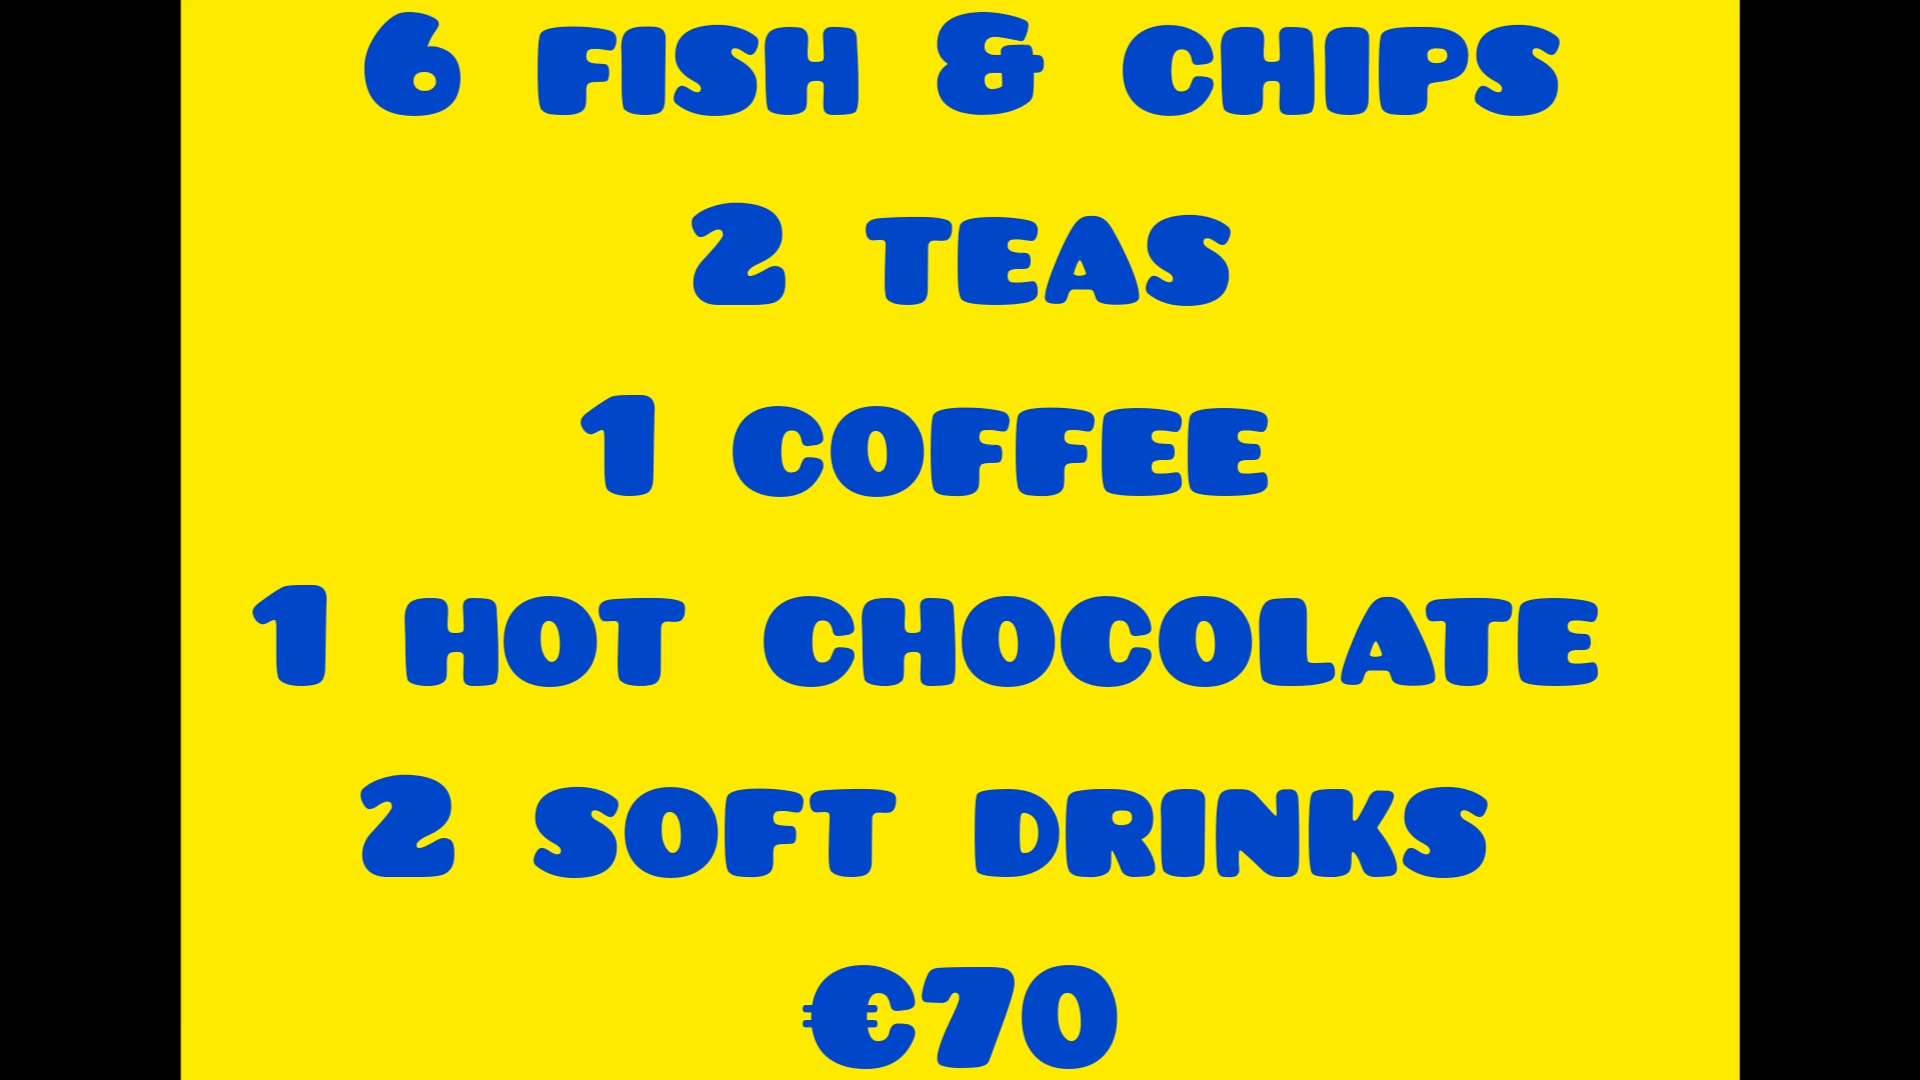 6 FISH & CHIPS
2 TEAS
1 COFFEE
1 HOT CHOCOLATE
2 SOFT DRINKS
€70